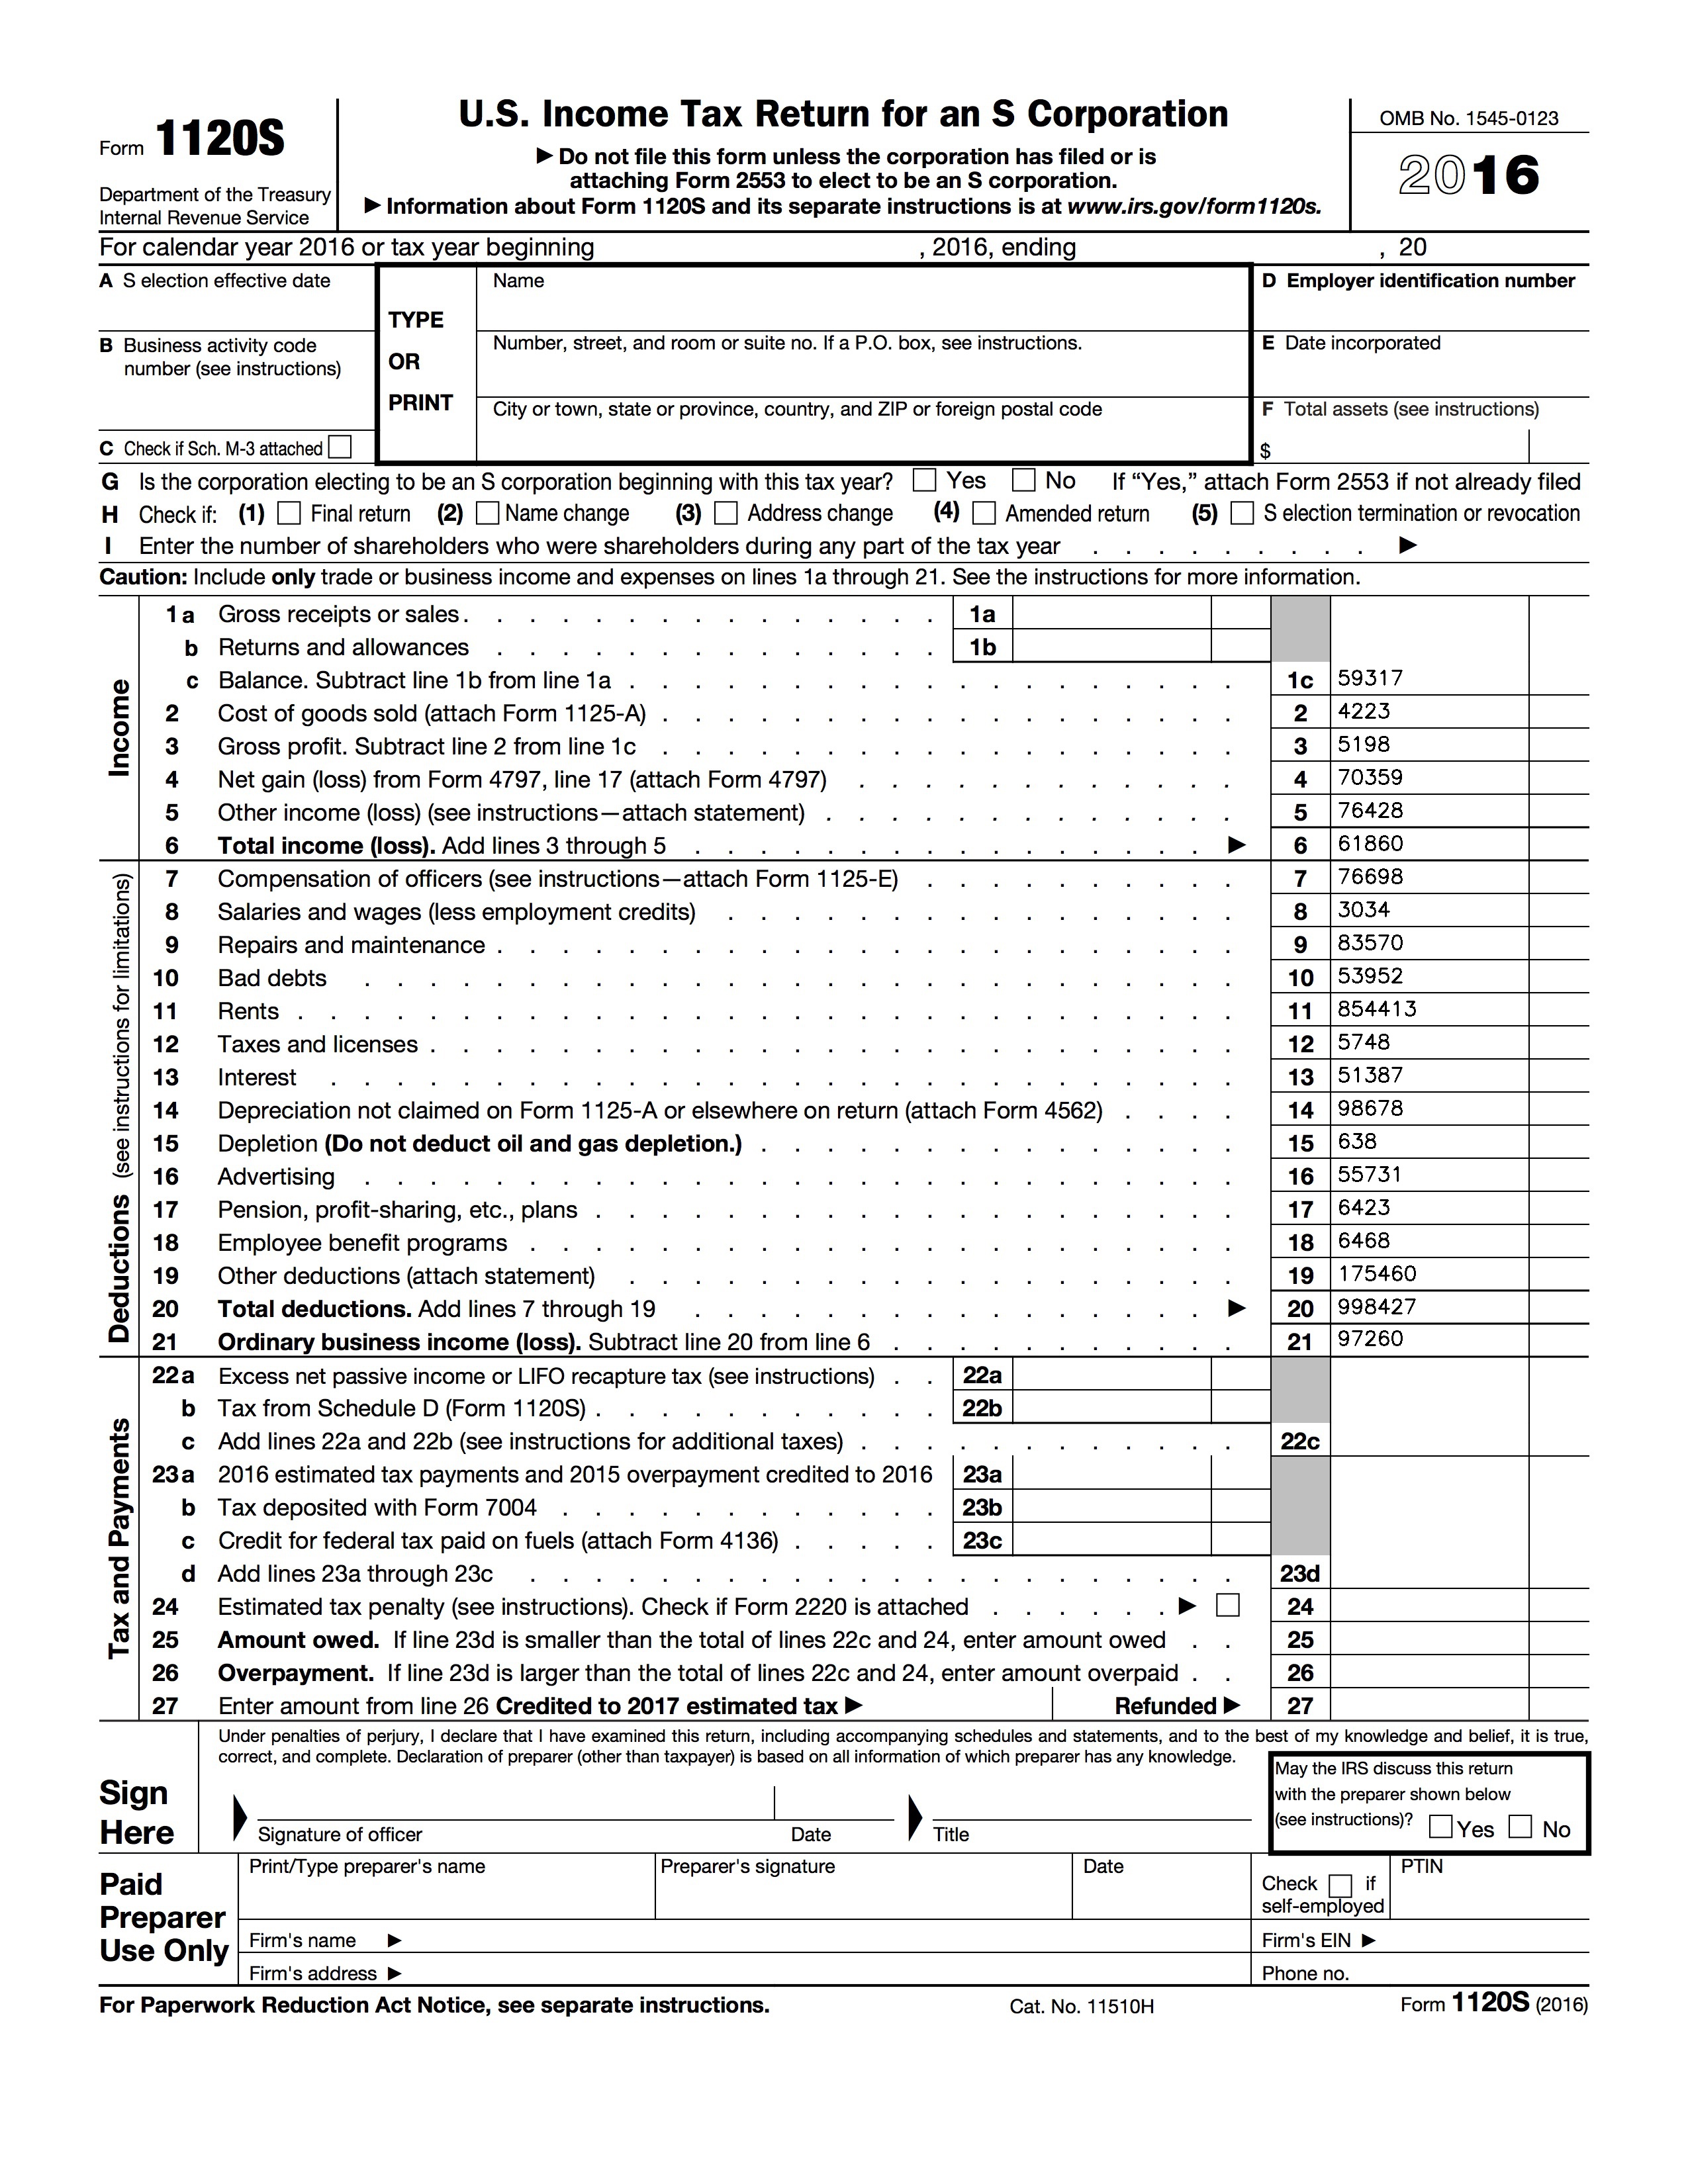 Form 1120S
Department of the Treasury
Internal Revenue Service
U.S. Income Tax Return for an S Corporation
▶ Do not file this form unless the corporation has filed or is
attaching Form 2553 to elect to be an S corporation.
▶ Information about Form 1120S and its separate instructions is at www.irs.gov/form1120s.
OMB No. 1545-0123
2016
For calendar year 2016 or tax year beginning , 2016, ending , 20
A S election effective date
B Business activity code
number (see instructions)
C Check if Sch. M-3 attached
TYPE
OR
PRINT
Name
Number, street, and room or suite no. If a P.O. box, see instructions.
City or town, state or province, country, and ZIP or foreign postal code
D Employer identification number
E Date incorporated
F Total assets (see instructions)
$
G Is the corporation electing to be an S corporation beginning with this tax year? Yes No If “Yes,” attach Form 2553 if not already filed
H Check if: (1) Final return (2) Name change (3) Address change (4) Amended return (5) S election termination or revocation
I Enter the number of shareholders who were shareholders during any part of the tax year . . . . . . . . . ▶
Caution: Include only trade or business income and expenses on lines 1a through 21. See the instructions for more information.
Income
1a Gross receipts or sales . . . . . . . . . . . . . . . 1a
b Returns and allowances . . . . . . . . . . . . . . 1b
c Balance. Subtract line 1b from line 1a . . . . . . . . . . . . . . . . . . . 1c 59317
2 Cost of goods sold (attach Form 1125-A) . . . . . . . . . . . . . . . . . . 2 4223
3 Gross profit. Subtract line 2 from line 1c . . . . . . . . . . . . . . . . . . 3 5198
4 Net gain (loss) from Form 4797, line 17 (attach Form 4797) . . . . . . . . . . . . 4 70359
5 Other income (loss) (see instructions—attach statement) . . . . . . . . . . . . . 5 76428
6 Total income (loss). Add lines 3 through 5 . . . . . . . . . . . . . . . . ▶ 6 61860
Deductions (see instructions for limitations)
7 Compensation of officers (see instructions—attach Form 1125-E) . . . . . . . . . . 7 76698
8 Salaries and wages (less employment credits) . . . . . . . . . . . . . . . . 8 3034
9 Repairs and maintenance . . . . . . . . . . . . . . . . . . . . . . . 9 83570
10 Bad debts . . . . . . . . . . . . . . . . . . . . . . . . . . . 10 53952
11 Rents . . . . . . . . . . . . . . . . . . . . . . . . . . . . . 11 854413
12 Taxes and licenses . . . . . . . . . . . . . . . . . . . . . . . . . 12 5748
13 Interest . . . . . . . . . . . . . . . . . . . . . . . . . . . . 13 51387
14 Depreciation not claimed on Form 1125-A or elsewhere on return (attach Form 4562) . . . . 14 98678
15 Depletion (Do not deduct oil and gas depletion.) . . . . . . . . . . . . . . . 15 638
16 Advertising . . . . . . . . . . . . . . . . . . . . . . . . . . . 16 55731
17 Pension, profit-sharing, etc., plans . . . . . . . . . . . . . . . . . . . . 17 6423
18 Employee benefit programs . . . . . . . . . . . . . . . . . . . . . . 18 6468
19 Other deductions (attach statement) . . . . . . . . . . . . . . . . . . . 19 175460
20 Total deductions. Add lines 7 through 19 . . . . . . . . . . . . . . . . ▶ 20 998427
21 Ordinary business income (loss). Subtract line 20 from line 6 . . . . . . . . . . . 21 97260
Tax and Payments
22a Excess net passive income or LIFO recapture tax (see instructions) . . 22a
b Tax from Schedule D (Form 1120S) . . . . . . . . . . . 22b
c Add lines 22a and 22b (see instructions for additional taxes) . . . . . . . . . . . . 22c
23a 2016 estimated tax payments and 2015 overpayment credited to 2016 23a
b Tax deposited with Form 7004 . . . . . . . . . . . . 23b
c Credit for federal tax paid on fuels (attach Form 4136) . . . . . 23c
d Add lines 23a through 23c . . . . . . . . . . . . . . . . . . . . . . 23d
24 Estimated tax penalty (see instructions). Check if Form 2220 is attached . . . . . . ▶ 24
25 Amount owed. If line 23d is smaller than the total of lines 22c and 24, enter amount owed . . 25
26 Overpayment. If line 23d is larger than the total of lines 22c and 24, enter amount overpaid . . 26
27 Enter amount from line 26 Credited to 2017 estimated tax ▶ Refunded ▶ 27
Sign
Here
Under penalties of perjury, I declare that I have examined this return, including accompanying schedules and statements, and to the best of my knowledge and belief, it is true,
correct, and complete. Declaration of preparer (other than taxpayer) is based on all information of which preparer has any knowledge.
Signature of officer Date Title
May the IRS discuss this return
with the preparer shown below
(see instructions)? Yes No
Paid
Preparer
Use Only
Print/Type preparer's name
Preparer's signature
Date
Check if
self-employed
PTIN
Firm's name ▶
Firm's EIN ▶
Firm's address ▶
Phone no.
For Paperwork Reduction Act Notice, see separate instructions. Cat. No. 11510H Form 1120S (2016)